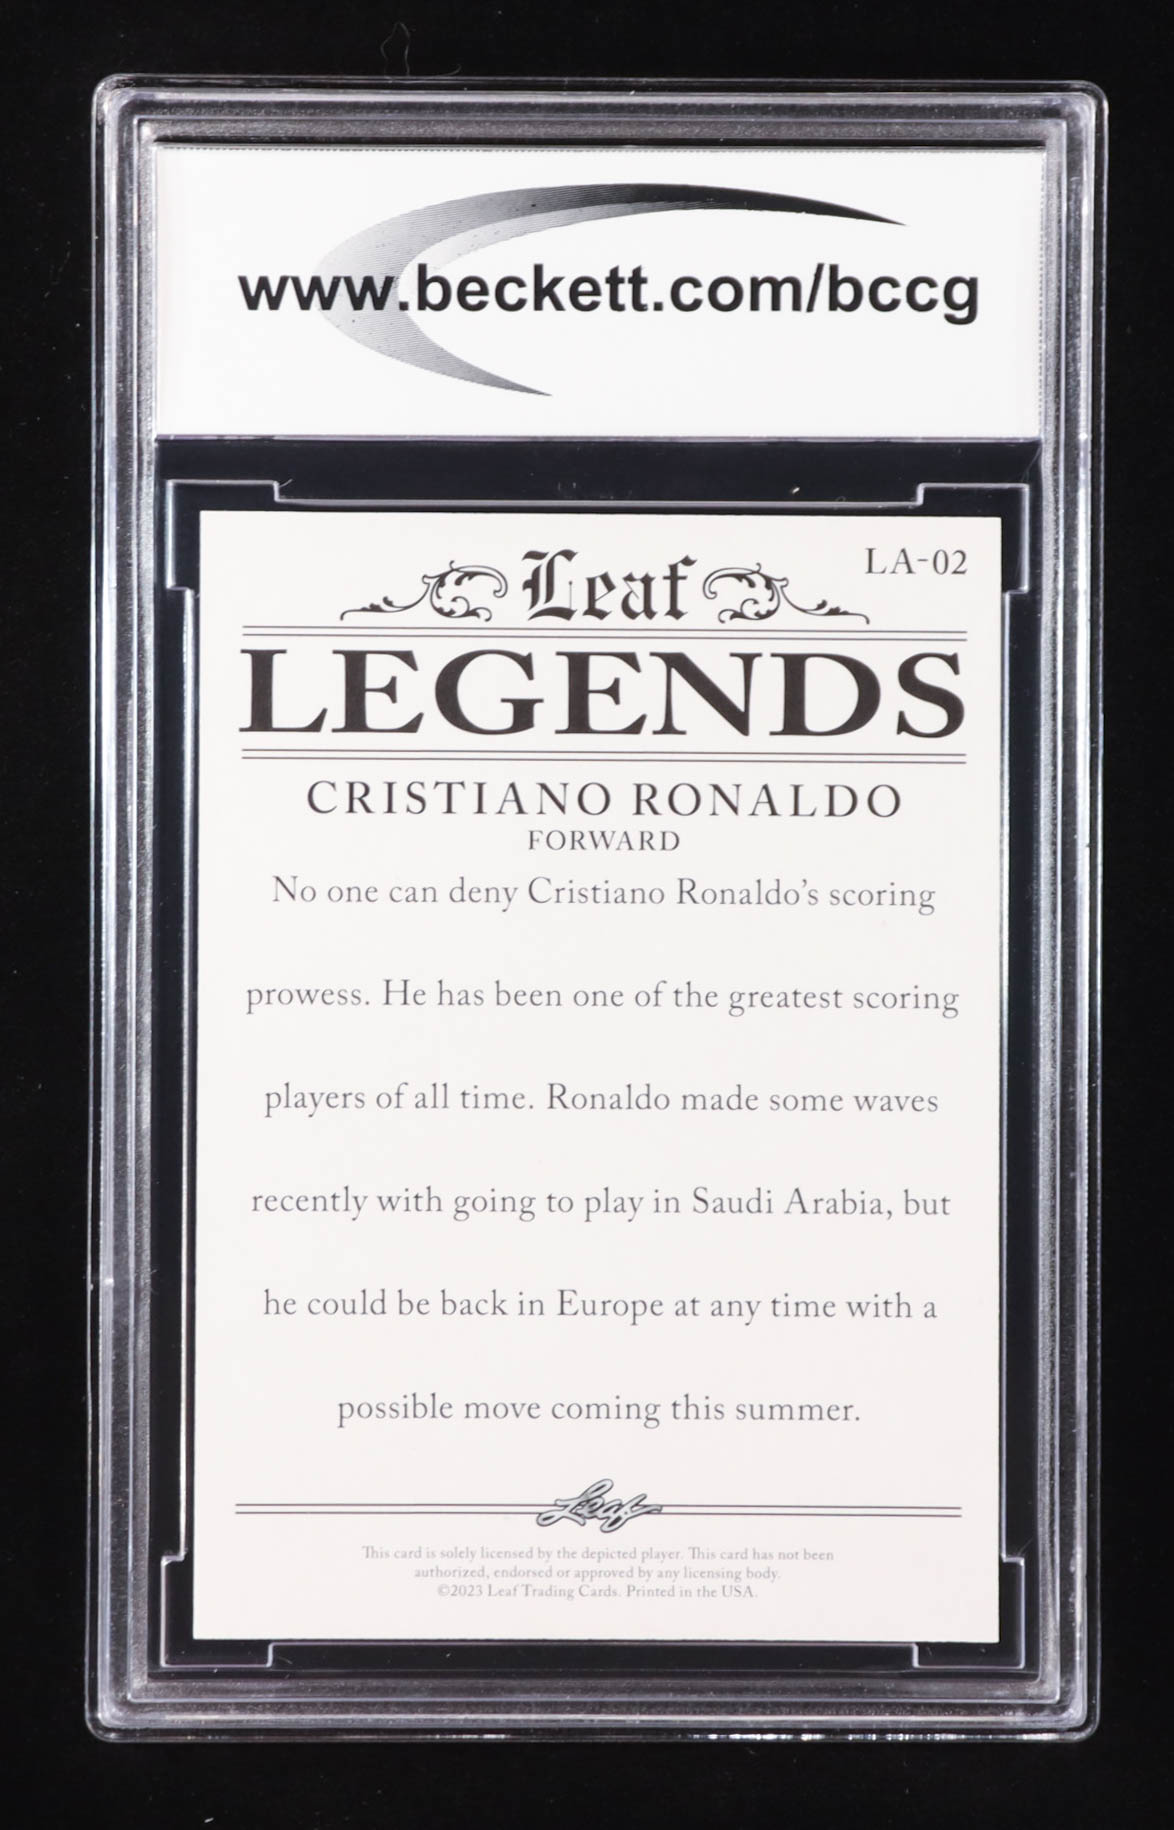 www.beckett.com/bccg
Leaf
LA-02
LEGENDS
CRISTIANO RONALDO
FORWARD
No one can deny Cristiano Ronaldo's scoring
prowess. He has been one of the greatest scoring
players of all time. Ronaldo made some waves
recently with going to play in Saudi Arabia, but
he could be back in Europe at any time with a
possible move coming this summer.
Leaf
This card is solely licensed by the depicted player. This card has not been
authorized, endorsed or approved by any licensing body.
©2023 Leaf Trading Cards. Printed in the USA.